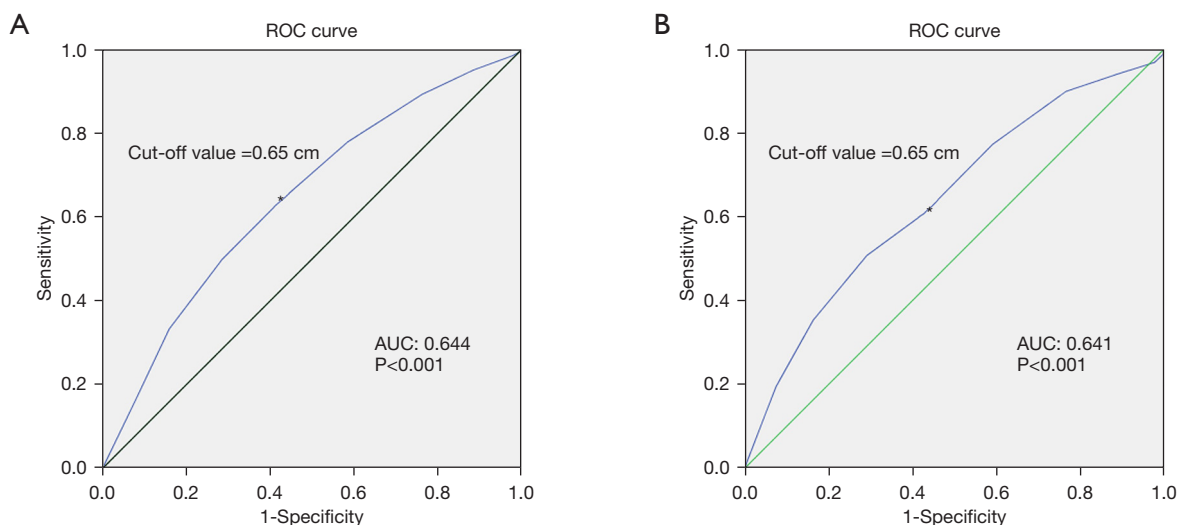 A
ROC curve
1.0
0.8
0.6
0.4
0.2
0.0
Sensitivity
Cut-off value =0.65 cm
*
AUC: 0.644
P<0.001
0.0 0.2 0.4 0.6 0.8 1.0
1-Specificity
B
ROC curve
1.0
0.8
0.6
0.4
0.2
0.0
Sensitivity
Cut-off value =0.65 cm
*
AUC: 0.641
P<0.001
0.0 0.2 0.4 0.6 0.8 1.0
1-Specificity